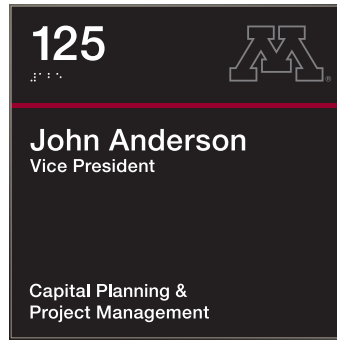 125
M®
John Anderson
Vice President
Capital Planning &
Project Management